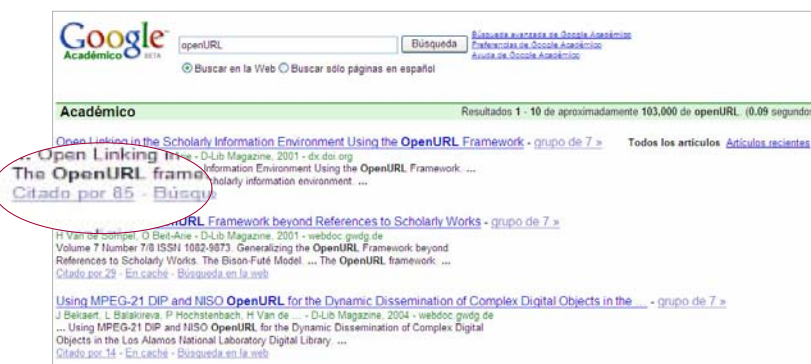 Google
Académico BETA
openURL
Búsqueda
Búsqueda avanzada de Google Académico
Preferencias de Google Académico
Ayuda de Google Académico
Buscar en la Web Buscar sólo páginas en español
Académico
Resultados 1 - 10 de aproximadamente 103,000 de openURL. (0.09 segundos
Open Linking in the Scholarly Information Environment Using the OpenURL Framework - grupo de 7 »
Todos los artículos Artículos recientes
- D-Lib Magazine, 2001 - dx.doi.org
Information Environment Using the OpenURL Framework. ...
scholarly information environment. ...
... Open Linking in
The OpenURL frame
Citado por 85 - Búsqu
URL Framework beyond References to Scholarly Works - grupo de 7 »
H Van de Sompel, O Beit-Arie - D-Lib Magazine, 2001 - webdoc.gwdg.de
Volume 7 Number 7/8 ISSN 1082-9873. Generalizing the OpenURL Framework beyond
References to Scholarly Works. The Bison-Futé Model. ... The OpenURL framework ...
Citado por 29 - En caché - Búsqueda en la web
Using MPEG-21 DIP and NISO OpenURL for the Dynamic Dissemination of Complex Digital Objects in the ... - grupo de 7 »
J Bekaert, L Balakireva, P Hochstenbach, H Van de ... - D-Lib Magazine, 2004 - webdoc.gwdg.de
... Using MPEG-21 DIP and NISO OpenURL for the Dynamic Dissemination of Complex Digital
Objects in the Los Alamos National Laboratory Digital Library. ...
Citado por 14 - En caché - Búsqueda en la web